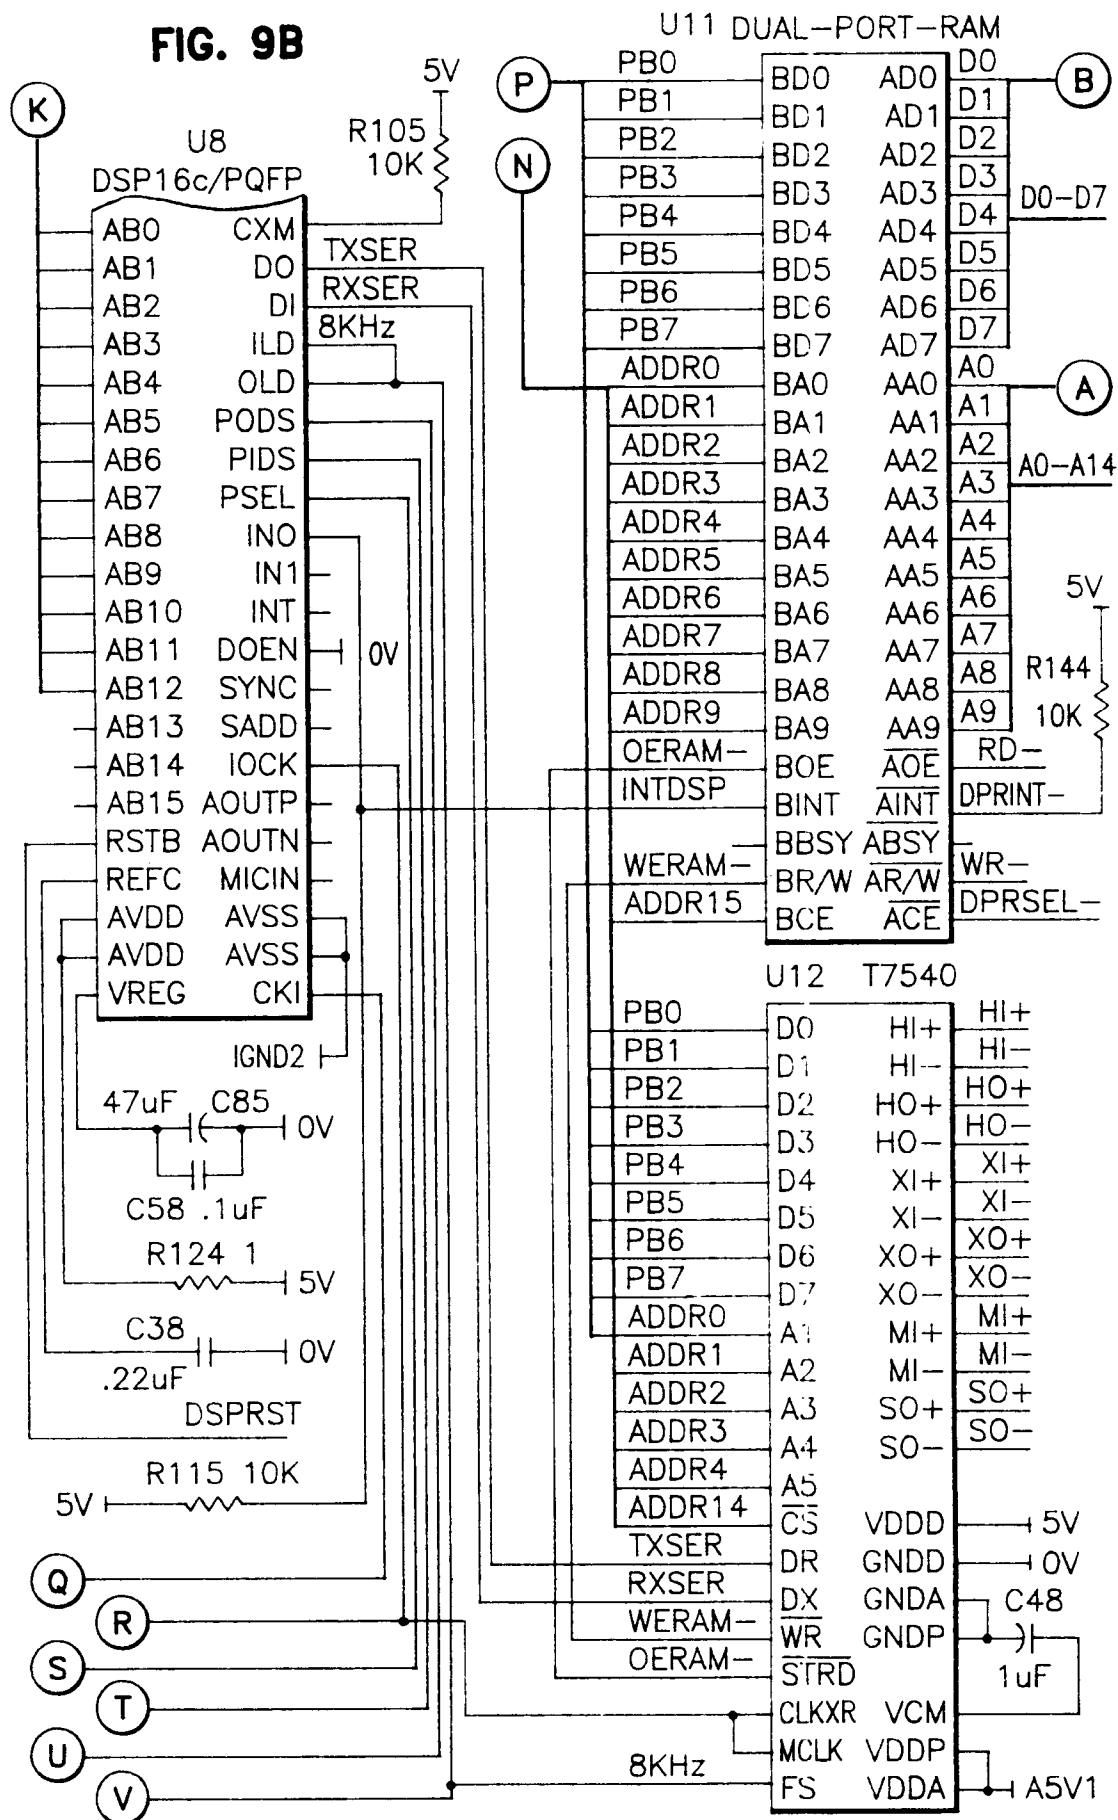 FIG. 9B
K
U8
DSP16c/PQFP
5V
R105
10K
AB0 CXM
AB1 DO TXSER
AB2 DI RXSER
AB3 ILD 8KHz
AB4 OLD
AB5 PODS
AB6 PIDS
AB7 PSEL
AB8 INO
AB9 IN1
AB10 INT
AB11 DOEN 0V
AB12 SYNC
AB13 SADD
AB14 IOCK
AB15 AOUTP
RSTB AOUTN
REFC MICIN
AVDD AVSS
AVDD AVSS
VREG CKI
IGND2
47uF C85 0V
C58 .1uF
R124 1
5V
C38
0V
.22uF
DSPRST
R115 10K
5V
Q
R
S
T
U
V
U11 DUAL-PORT-RAM
P
N
PB0 BD0 AD0 D0 B
PB1 BD1 AD1 D1
PB2 BD2 AD2 D2
PB3 BD3 AD3 D3
PB4 BD4 AD4 D4 D0-D7
PB5 BD5 AD5 D5
PB6 BD6 AD6 D6
PB7 BD7 AD7 D7
ADDR0 BA0 AA0 A0 A
ADDR1 BA1 AA1 A1
ADDR2 BA2 AA2 A2
ADDR3 BA3 AA3 A3 A0-A14
ADDR4 BA4 AA4 A4
ADDR5 BA5 AA5 A5
ADDR6 BA6 AA6 A6
ADDR7 BA7 AA7 A7
ADDR8 BA8 AA8 A8
ADDR9 BA9 AA9 A9
5V
R144
10K
OERAM- BOE AOE RD-
INTDSP BINT AINT DPRINT-
BBSY ABSY
WERAM- BR/W AR/W WR-
ADDR15 BCE ACE DPRSEL-
U12 T7540
PB0 D0 HI+ HI+
PB1 D1 HI- HI-
PB2 D2 HO+ HO+
PB3 D3 HO- HO-
PB4 D4 XI+ XI+
PB5 D5 XI- XI-
PB6 D6 XO+ XO+
PB7 D7 XO- XO-
ADDR0 A1 MI+ MI+
ADDR1 A2 MI- MI-
ADDR2 A3 SO+ SO+
ADDR3 A4 SO- SO-
ADDR4 A5
ADDR14 CS VDDD 5V
TXSER DR GNDD 0V
RXSER DX GNDA C48
WERAM- WR GNDP 1uF
OERAM- STRD
CLKXR VCM
MCLK VDDP
8KHz FS VDDA A5V1